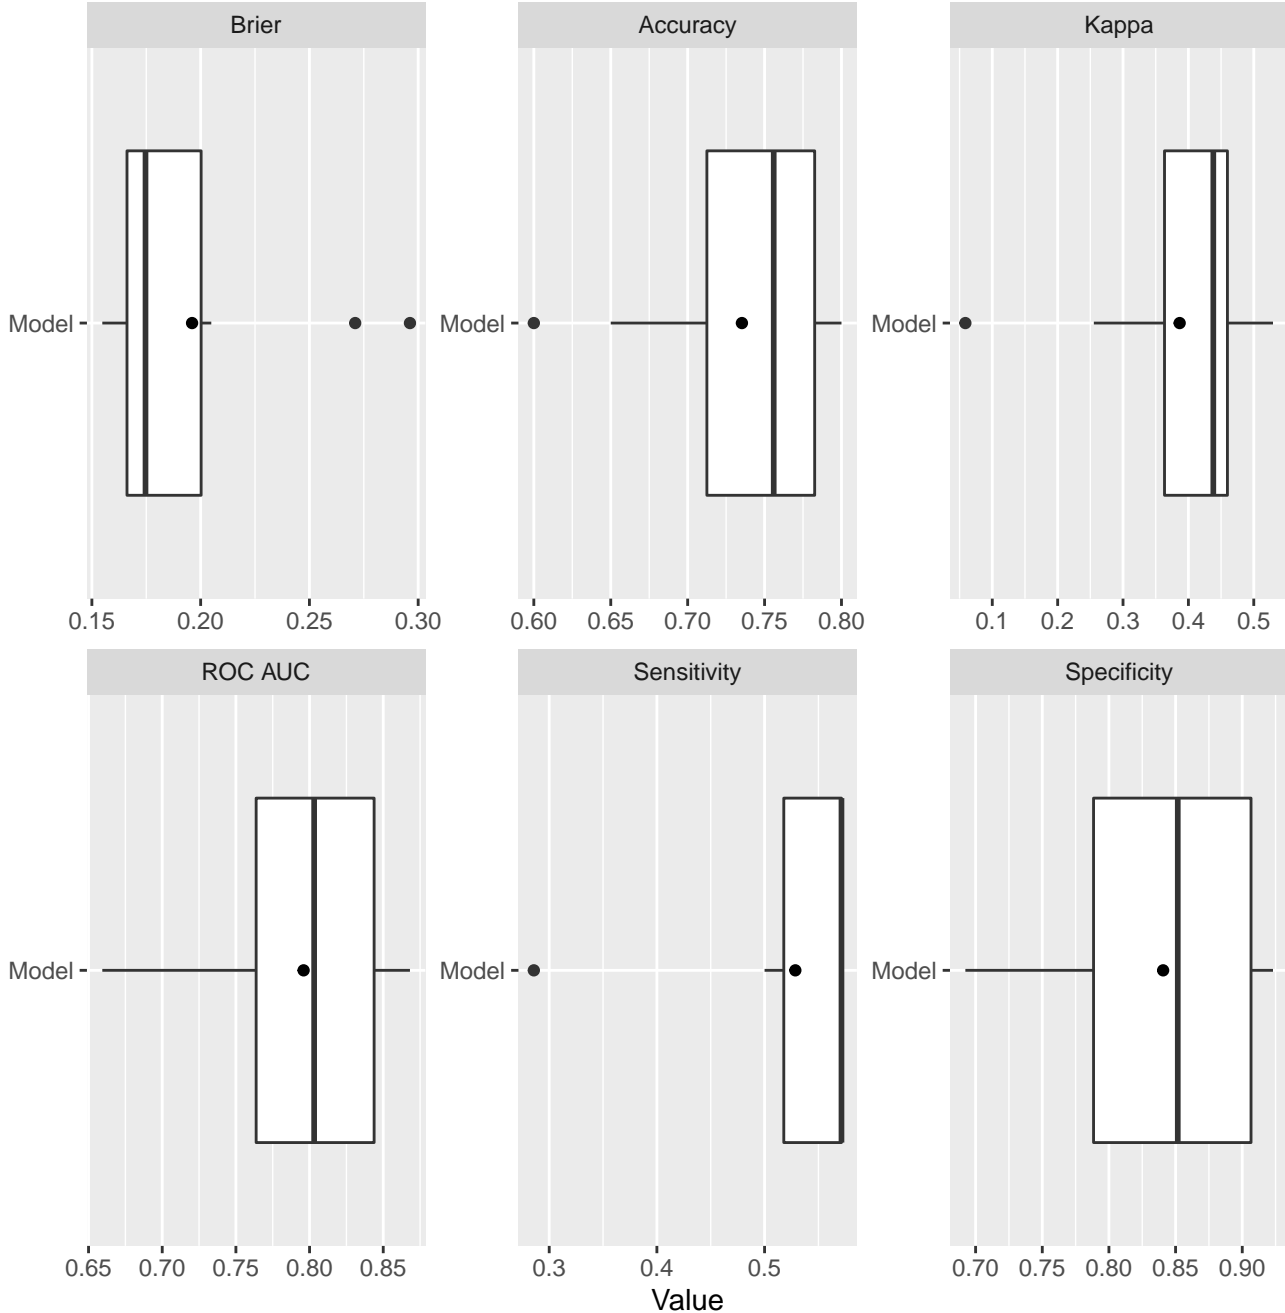 Brier Accuracy Kappa
Model Model Model
0.15 0.20 0.25 0.30 0.60 0.65 0.70 0.75 0.80 0.1 0.2 0.3 0.4 0.5
ROC AUC Sensitivity Specificity
Model Model Model
0.65 0.70 0.75 0.80 0.85 0.3 0.4 0.5 0.70 0.75 0.80 0.85 0.90
Value